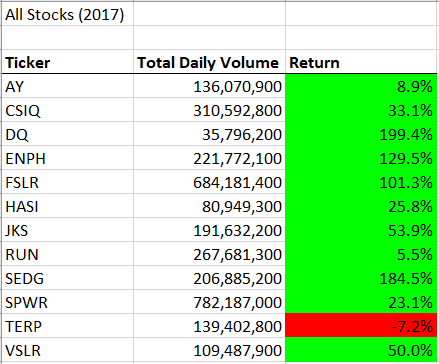 All Stocks (2017)
Ticker Total Daily Volume Return
AY 136,070,900 8.9%
CSIQ 310,592,800 33.1%
DQ 35,796,200 199.4%
ENPH 221,772,100 129.5%
FSLR 684,181,400 101.3%
HASI 80,949,300 25.8%
JKS 191,632,200 53.9%
RUN 267,681,300 5.5%
SEDG 206,885,200 184.5%
SPWR 782,187,000 23.1%
TERP 139,402,800 -7.2%
VSLR 109,487,900 50.0%